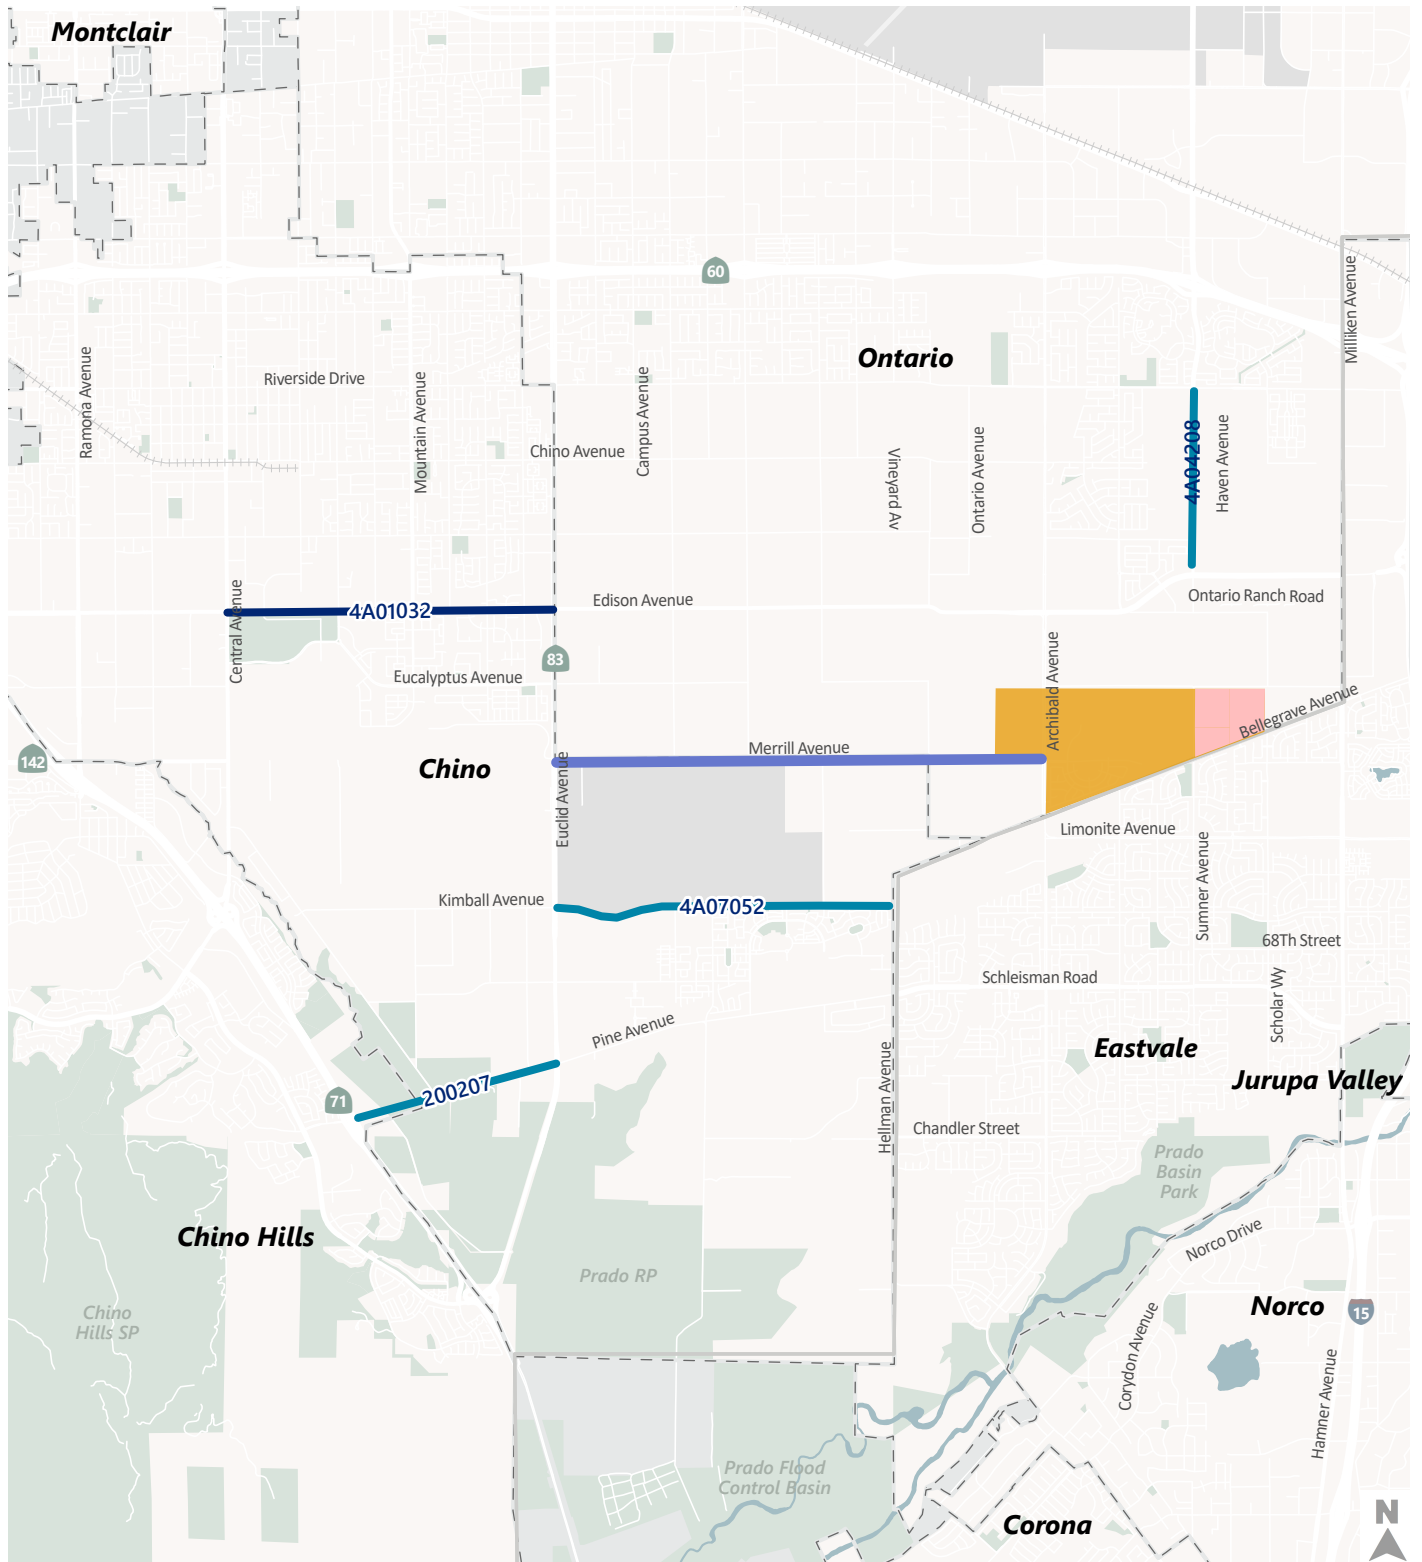 Montclair
60
Milliken Avenue
Ontario
Ramona Avenue
Riverside Drive
Mountain Avenue
Campus Avenue
Chino Avenue
Vineyard Av
Ontario Avenue
4A04208
Haven Avenue
Central Avenue
4A01032
Edison Avenue
Ontario Ranch Road
83
Eucalyptus Avenue
Archibald Avenue
Bellegrave Avenue
142
Chino
Merrill Avenue
Euclid Avenue
Limonite Avenue
Sumner Avenue
Kimball Avenue
4A07052
68Th Street
Schleisman Road
Scholar Wy
Pine Avenue
Eastvale
Hellman Avenue
Jurupa Valley
71
200207
Chandler Street
Prado
Basin
Park
Chino Hills
Norco Drive
Prado RP
Chino
Hills SP
Norco
15
Corydon Avenue
Hamner Avenue
Prado Flood
Control Basin
N
Corona